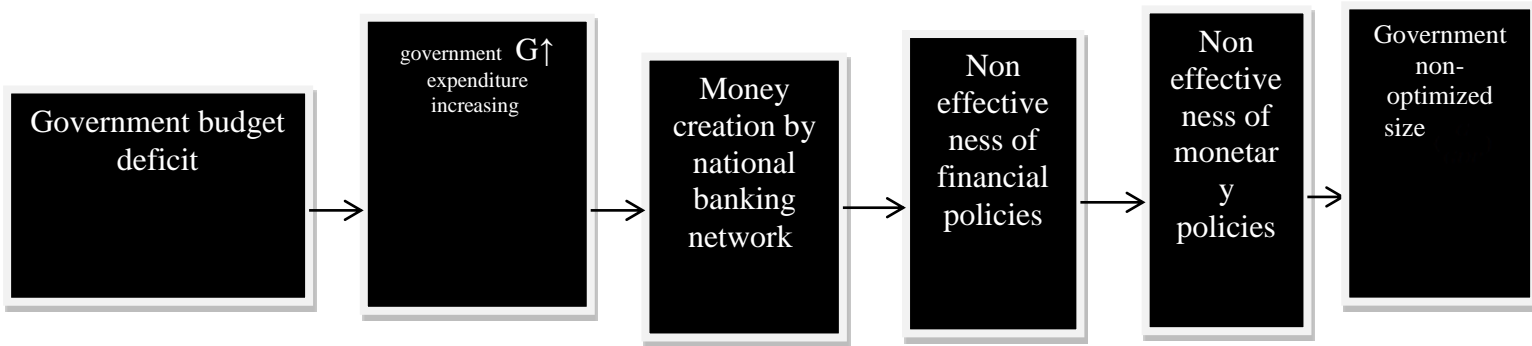 Government budget
deficit
government G↑
expenditure
increasing
Money
creation by
national
banking
network
Non
effective
ness of
financial
policies
Non
effective
ness of
monetar
y
policies
Government
non-
optimized
size